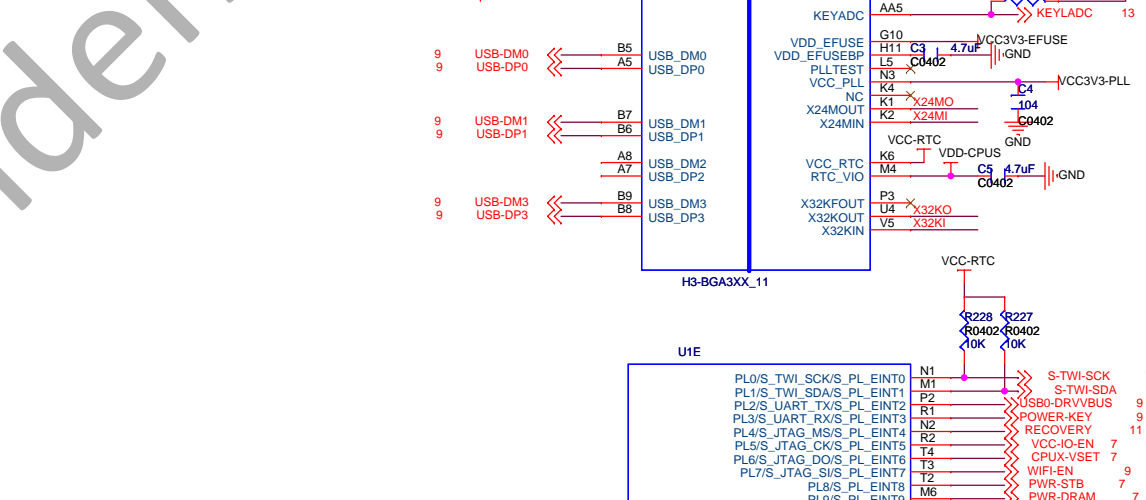 KEYADC AA5 KEYLADC 13
VDD_EFUSE G10 VCC3V3-EFUSE
9 USB-DM0 B5 USB_DM0 VDD_EFUSEBP H11 C3 4.7uF GND
C0402
9 USB-DP0 A5 USB_DP0 PLLTEST L5
VCC_PLL N3 VCC3V3-PLL
NC K4 C4
X24MOUT K1 X24MO 104
9 USB-DM1 B7 USB_DM1 X24MIN K2 X24MI C0402
9 USB-DP1 B6 USB_DP1
GND
VCC-RTC
VDD-CPUS
A8 USB_DM2 VCC_RTC K6
A7 USB_DP2 RTC_VIO M4 C5 4.7uF GND
C0402
9 USB-DM3 B9 USB_DM3 X32KFOUT P3
9 USB-DP3 B8 USB_DP3 X32KOUT U4 X32KO
X32KIN V5 X32KI
VCC-RTC
H3-BGA3XX_11
R228 R227
R0402 R0402
10K 10K
U1E
PL0/S_TWI_SCK/S_PL_EINT0 N1 S-TWI-SCK
PL1/S_TWI_SDA/S_PL_EINT1 M1 S-TWI-SDA
PL2/S_UART_TX/S_PL_EINT2 P2 USB0-DRVVBUS 9
PL3/S_UART_RX/S_PL_EINT3 R1 POWER-KEY 9
PL4/S_JTAG_MS/S_PL_EINT4 N2 RECOVERY 11
PL5/S_JTAG_CK/S_PL_EINT5 R2 VCC-IO-EN 7
PL6/S_JTAG_DO/S_PL_EINT6 T4 CPUX-VSET 7
PL7/S_JTAG_SI/S_PL_EINT7 T3 WIFI-EN 9
PL8/S_PL_EINT8 T2 PWR-STB 7
PL9/S_PL_EINT9 M6 PWR-DRAM 7